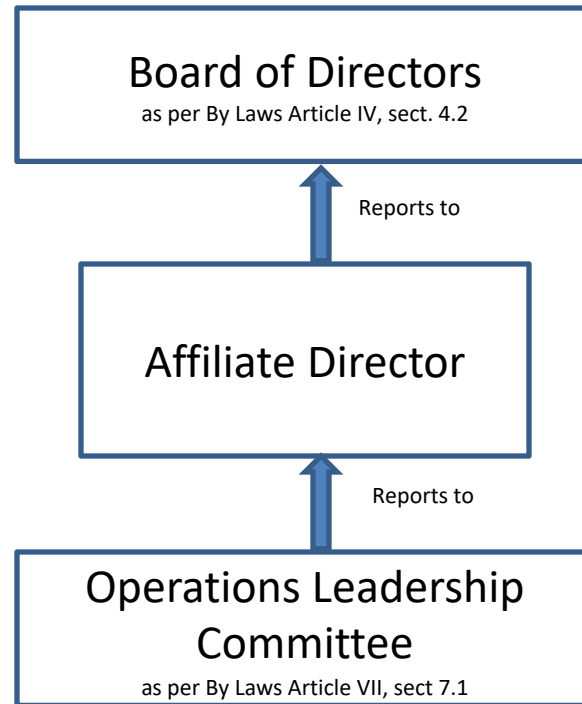 Board of Directors
as per By Laws Article IV, sect. 4.2
Reports to
Affiliate Director
Reports to
Operations Leadership
Committee
as per By Laws Article VII, sect 7.1